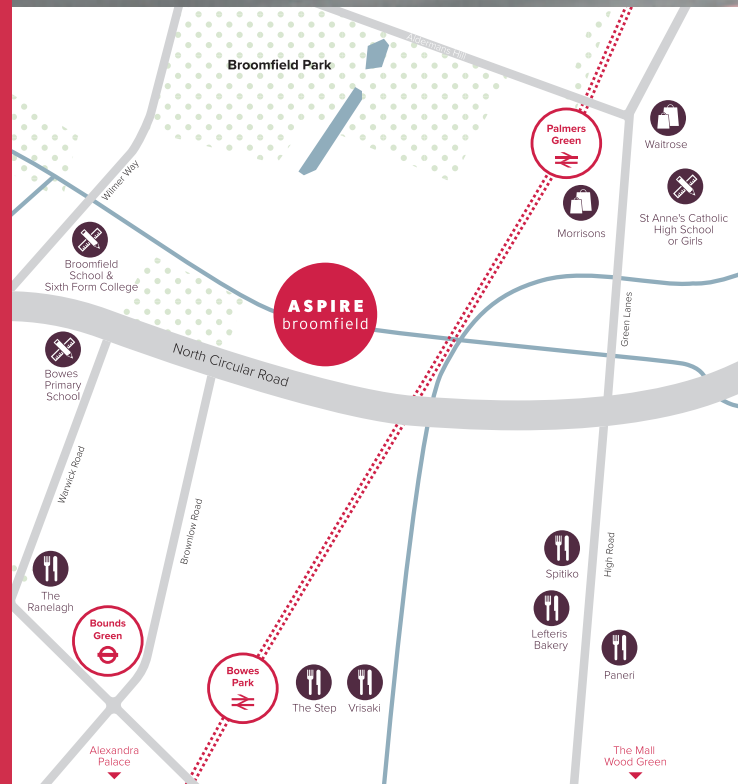 Aldermans Hill
Broomfield Park
Palmers
Green
Waitrose
Wilmer Way
St Anne's Catholic
High School
or Girls
Morrisons
Broomfield
School &
Sixth Form College
ASPIRE
broomfield
Green Lanes
North Circular Road
Bowes
Primary
School
Warwick Road
Brownlow Road
High Road
Spitiko
The
Ranelagh
Bounds
Green
Lefteris
Bakery
Paneri
Bowes
Park
The Step
Vrisaki
Alexandra
Palace
The Mall
Wood Green